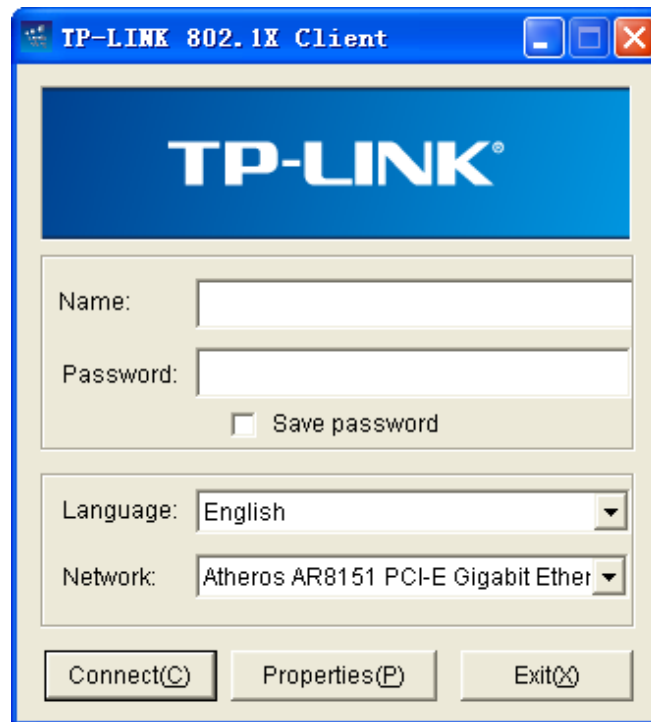 TP-LINK 802.1X Client
TP-LINK®
Name:
Password:
Save password
Language: English
Network: Atheros AR8151 PCI-E Gigabit Ether
Connect(C) Properties(P) Exit(X)